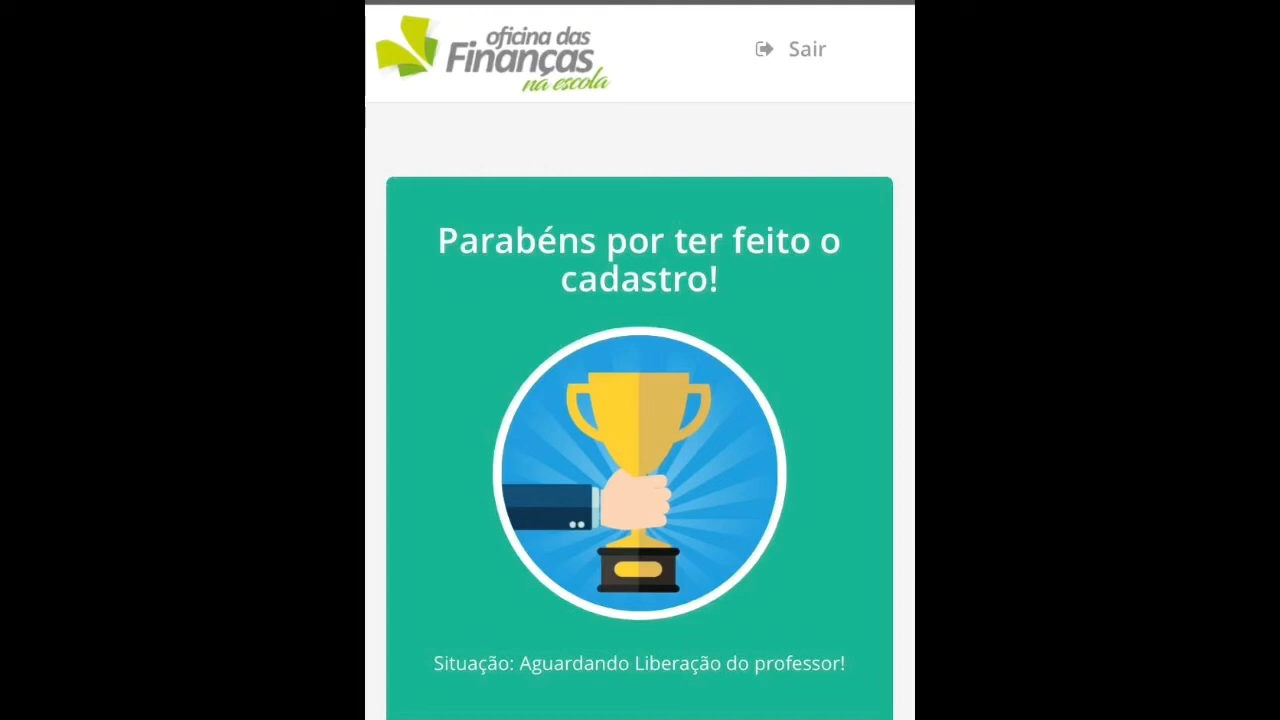 oficina das
Finanças
na escola
Sair
Parabéns por ter feito o
cadastro!
Situação: Aguardando Liberação do professor!